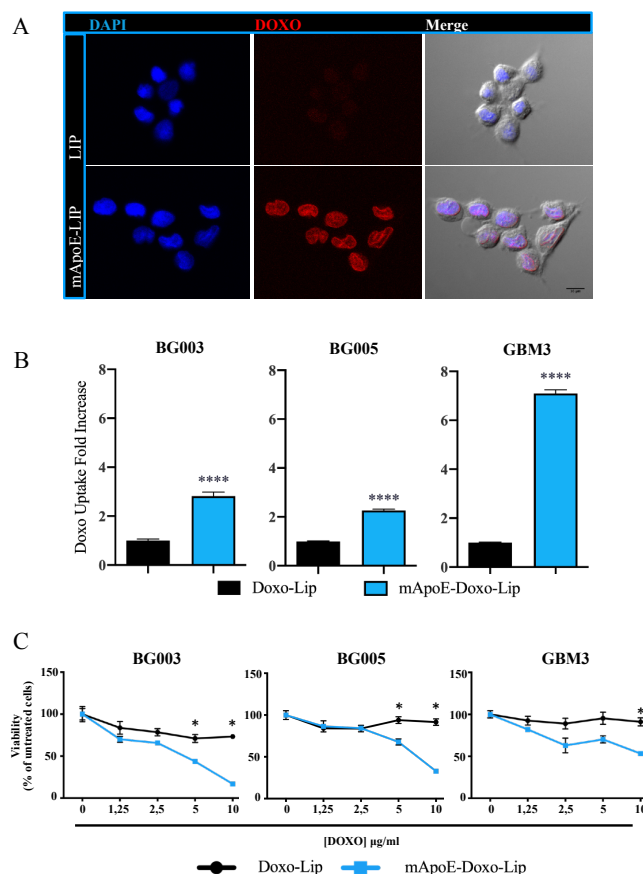 A
DAPI DOXO Merge
LIP
mApoE-LIP
B
BG003 BG005 GBM3
Doxo Uptake Fold Increase
8 8 8
6 6 6
4 4 4
2 2 2
0 0 0
**** **** ****
Doxo-Lip mApoE-Doxo-Lip
C
BG003 BG005 GBM3
Viability
(% of untreated cells)
150 150 150
100 100 100
50 50 50
0 0 0
* * * * *
0 1,25 2,5 5 10 0 1,25 2,5 5 10 0 1,25 2,5 5 10
[DOXO] µg/ml
Doxo-Lip mApoE-Doxo-Lip